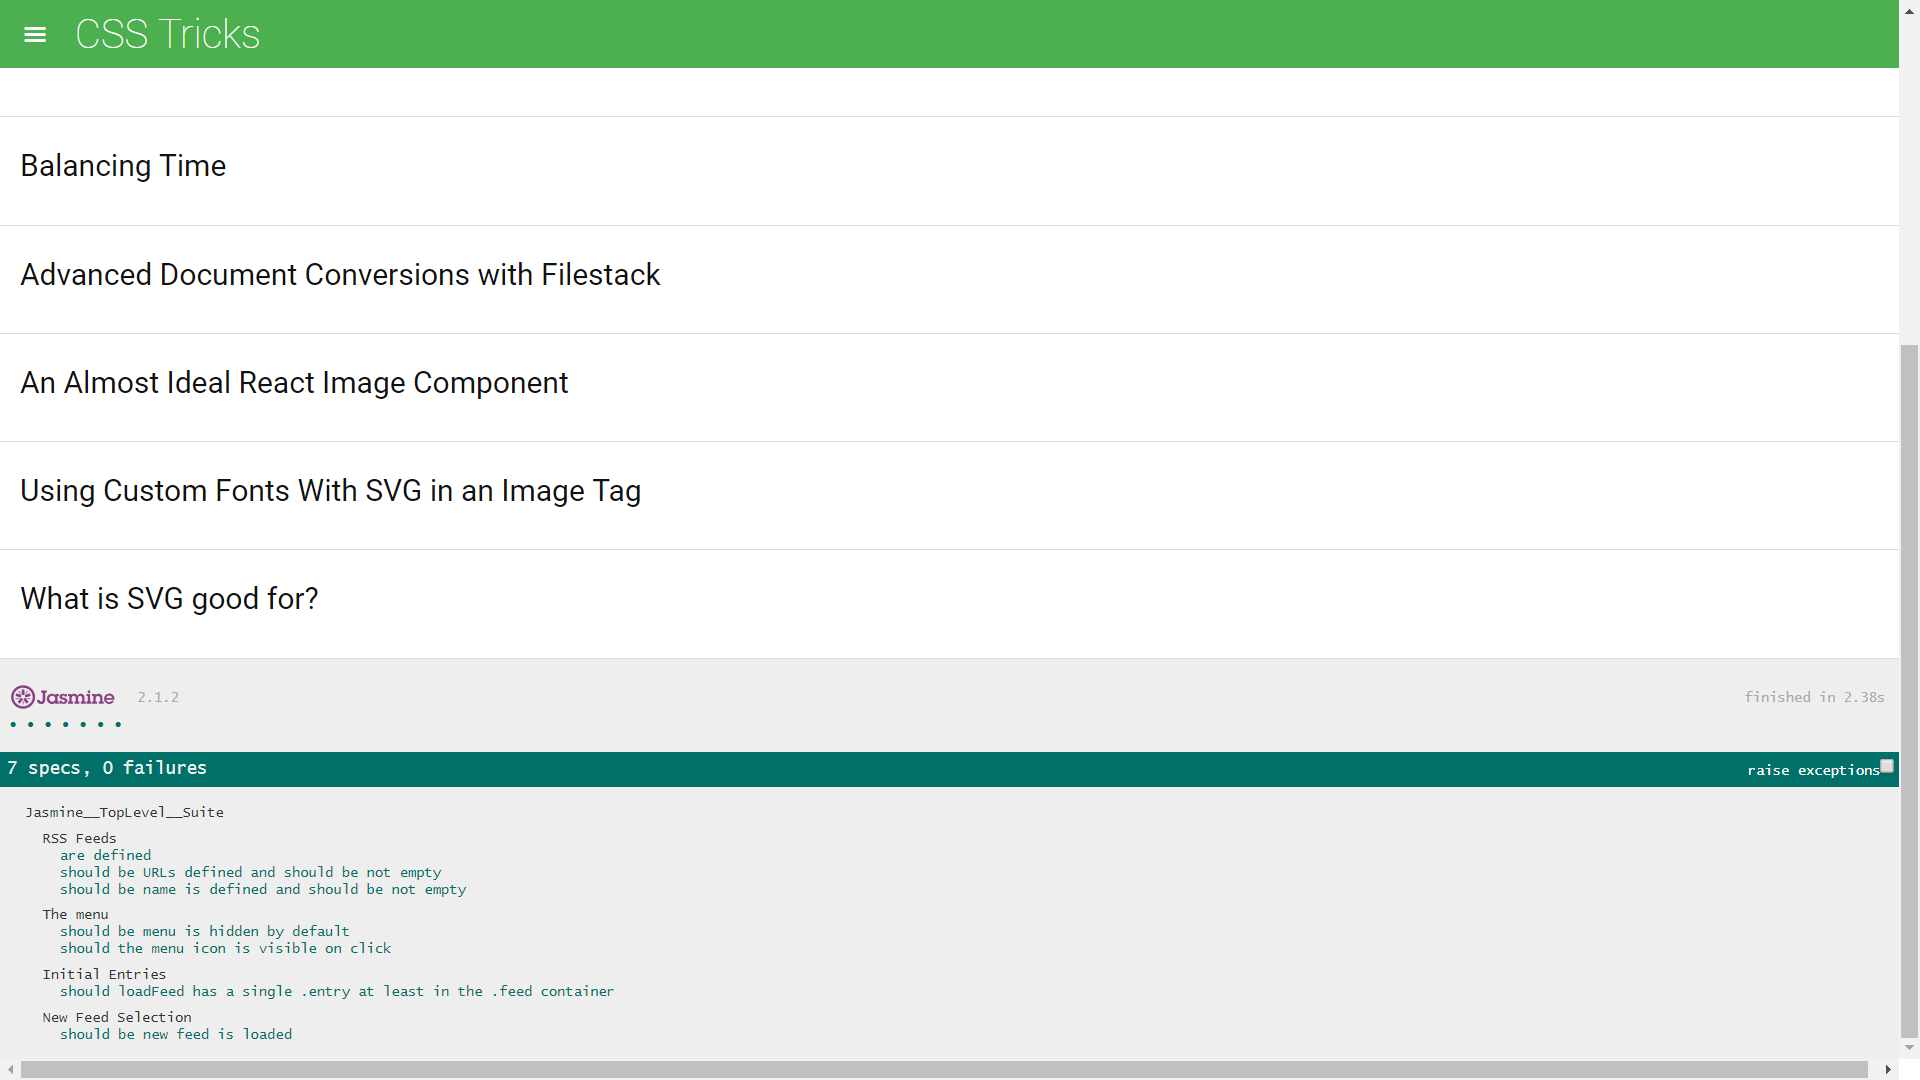 CSS Tricks
Balancing Time
Advanced Document Conversions with Filestack
An Almost Ideal React Image Component
Using Custom Fonts With SVG in an Image Tag
What is SVG good for?
Jasmine 2.1.2 finished in 2.38s
7 specs, 0 failures raise exceptions
Jasmine__TopLevel__Suite
RSS Feeds
are defined
should be URLs defined and should be not empty
should be name is defined and should be not empty
The menu
should be menu is hidden by default
should the menu icon is visible on click
Initial Entries
should loadFeed has a single .entry at least in the .feed container
New Feed Selection
should be new feed is loaded